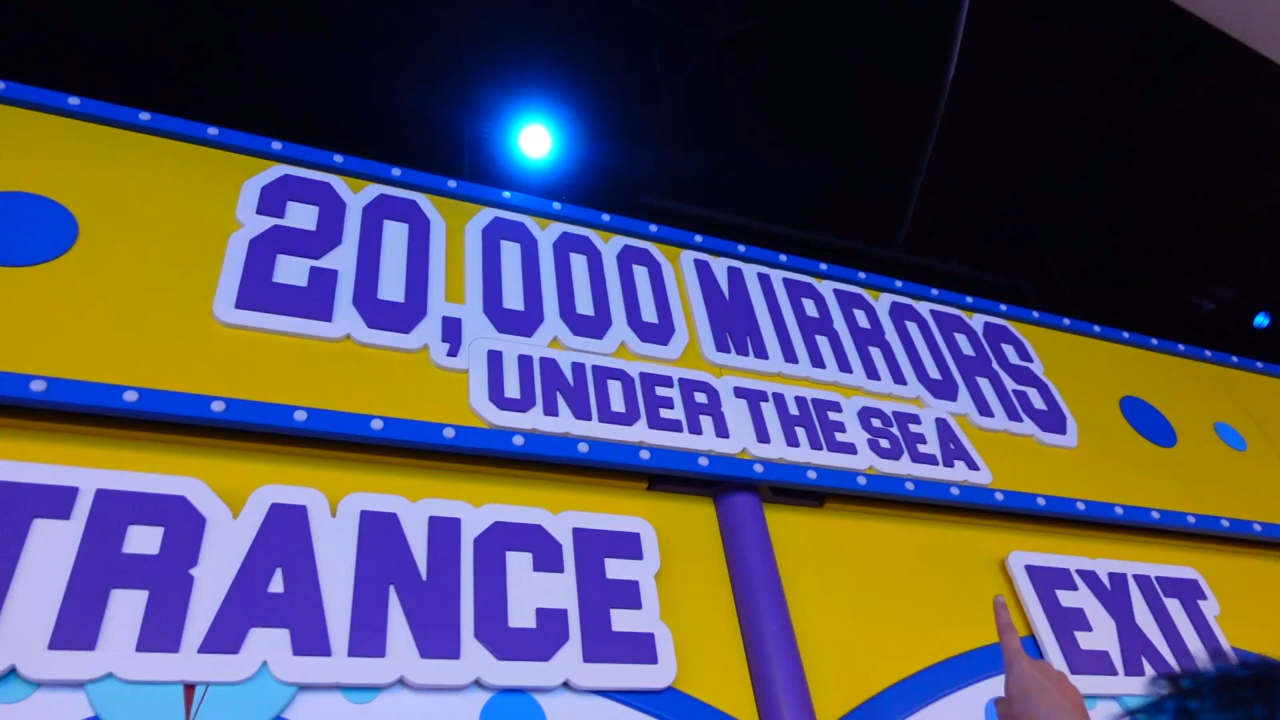 20,000 MIRRORS
UNDER THE SEA
TRANCE
EXIT